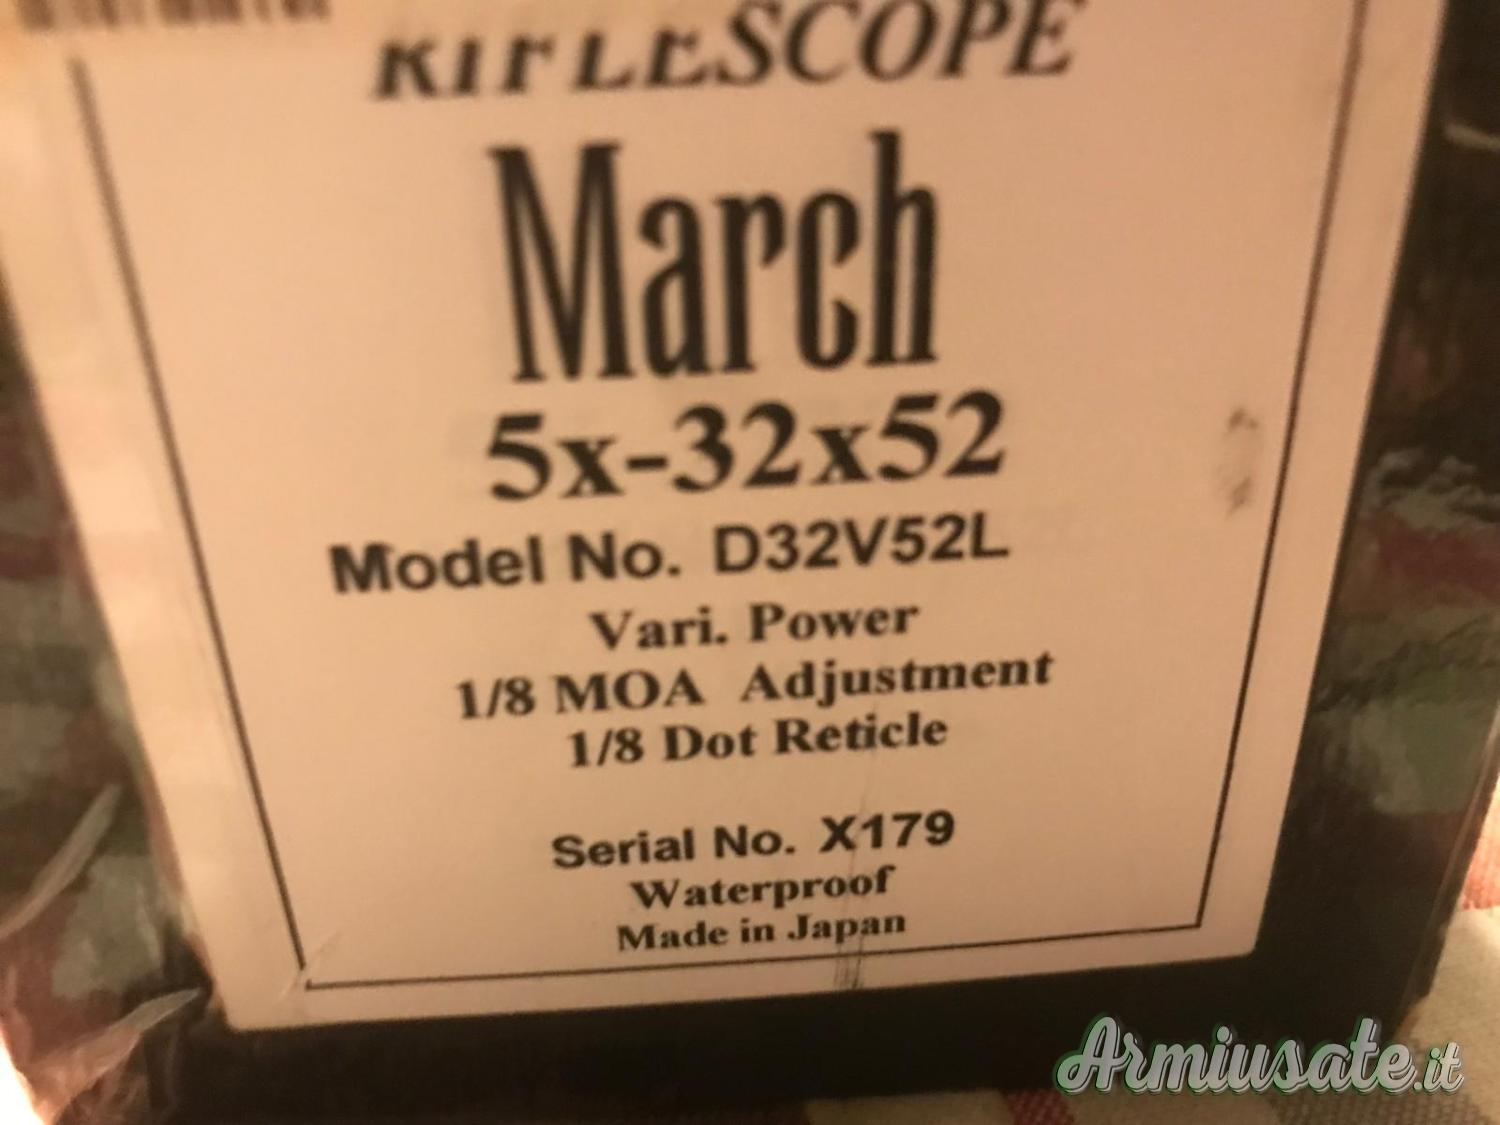 RIFLESCOPE
March
5x-32x52
Model No. D32V52L
Vari. Power
1/8 MOA Adjustment
1/8 Dot Reticle
Serial No. X179
Waterproof
Made in Japan
Armiusate.it